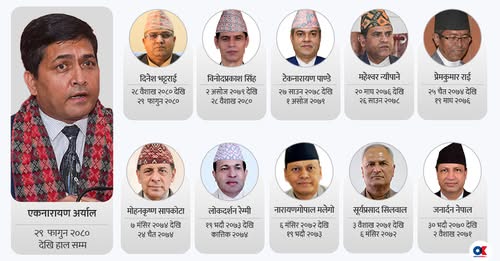 एकनारायण अर्याल
२९ फागुन २०८०
देखि हाल सम्म
दिनेश भट्टराई
२८ वैशाख २०८० देखि
२९ फागुन २०८०
विनोदप्रकाश सिंह
२ असोज २०७९ देखि
२८ वैशाख २०८०
टेकनारायण पाण्डे
२७ साउन २०७८ देखि
१ असोज २०७९
महेश्वर न्यौपाने
२० माघ २०७६ देखि
२६ साउन २०७८
प्रेमकुमार राई
२५ चैत २०७४ देखि
१९ माघ २०७६
मोहनकृष्ण सापकोटा
७ मंसिर २०७४ देखि
२४ चैत २०७४
लोकदर्शन रेग्मी
१९ भदौ २०७३ देखि
कात्तिक २०७४
नारायणगोपाल मलेगो
६ मंसिर २०७२ देखि
१९ भदौ २०७३
सूर्यप्रसाद सिलवाल
३ वैशाख २०७१ देखि
६ मंसिर २०७२
जनार्दन नेपाल
३० भदौ २०७० देखि
२ वैशाख २०७१
OK